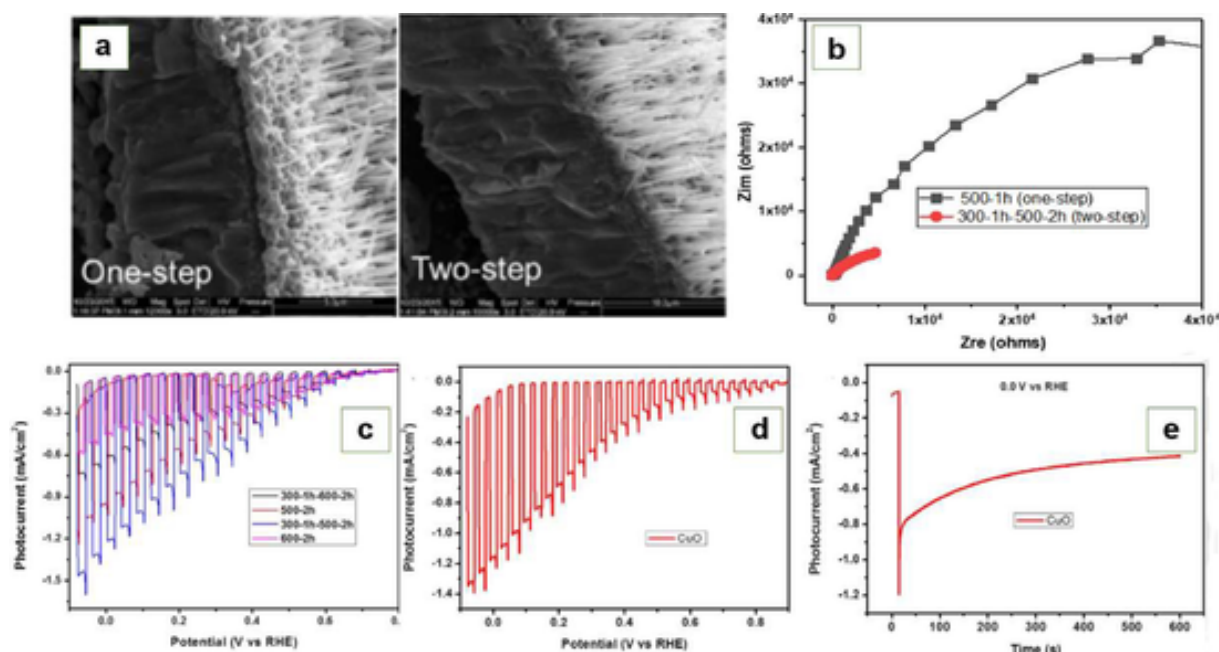 a
One-step
Two-step
b
4x10⁴
3x10⁴
2x10⁴
1x10⁴
0
Zim (ohms)
500-1h (one-step)
300-1h-500-2h (two-step)
0
1x10⁴
2x10⁴
3x10⁴
4x10⁴
Zre (ohms)
c
0.0
-0.3
-0.6
-0.9
-1.2
-1.5
Photocurrent (mA/cm²)
300-1h-600-2h
500-2h
300-1h-500-2h
600-2h
0.0
0.2
0.4
0.6
0.8
Potential (V vs RHE)
d
0.0
-0.2
-0.4
-0.6
-0.8
-1.0
-1.2
-1.4
Photocurrent (mA/cm²)
CuO
0.0
0.2
0.4
0.6
0.8
Potential (V vs RHE)
e
0.0 V vs RHE
0.0
-0.2
-0.4
-0.6
-0.8
-1.0
-1.2
Photocurrent (mA/cm²)
CuO
0
100
200
300
400
500
600
Time (s)